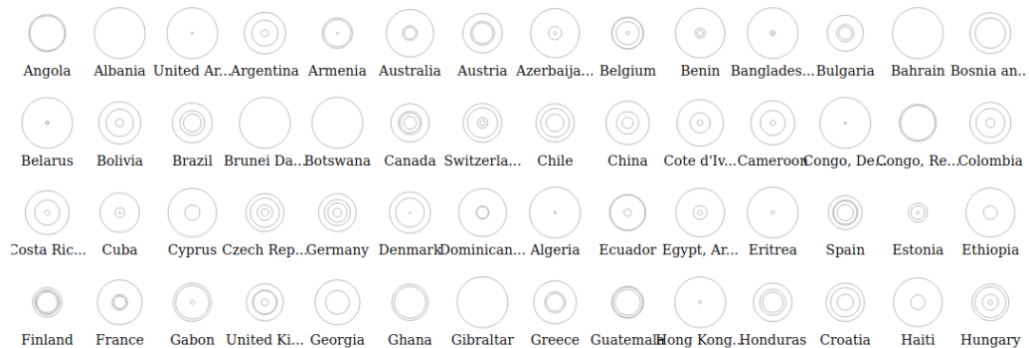 Angola Albania United Ar... Argentina Armenia Australia Austria Azerbaija... Belgium Benin Banglades... Bulgaria Bahrain Bosnia an...
Belarus Bolivia Brazil Brunei Da... Botswana Canada Switzerla... Chile China Cote d'Iv... Cameroon Congo, De... Congo, Re... Colombia
Costa Ric... Cuba Cyprus Czech Rep... Germany Denmark Dominican... Algeria Ecuador Egypt, Ar... Eritrea Spain Estonia Ethiopia
Finland France Gabon United Ki... Georgia Ghana Gibraltar Greece Guatemala Hong Kong... Honduras Croatia Haiti Hungary